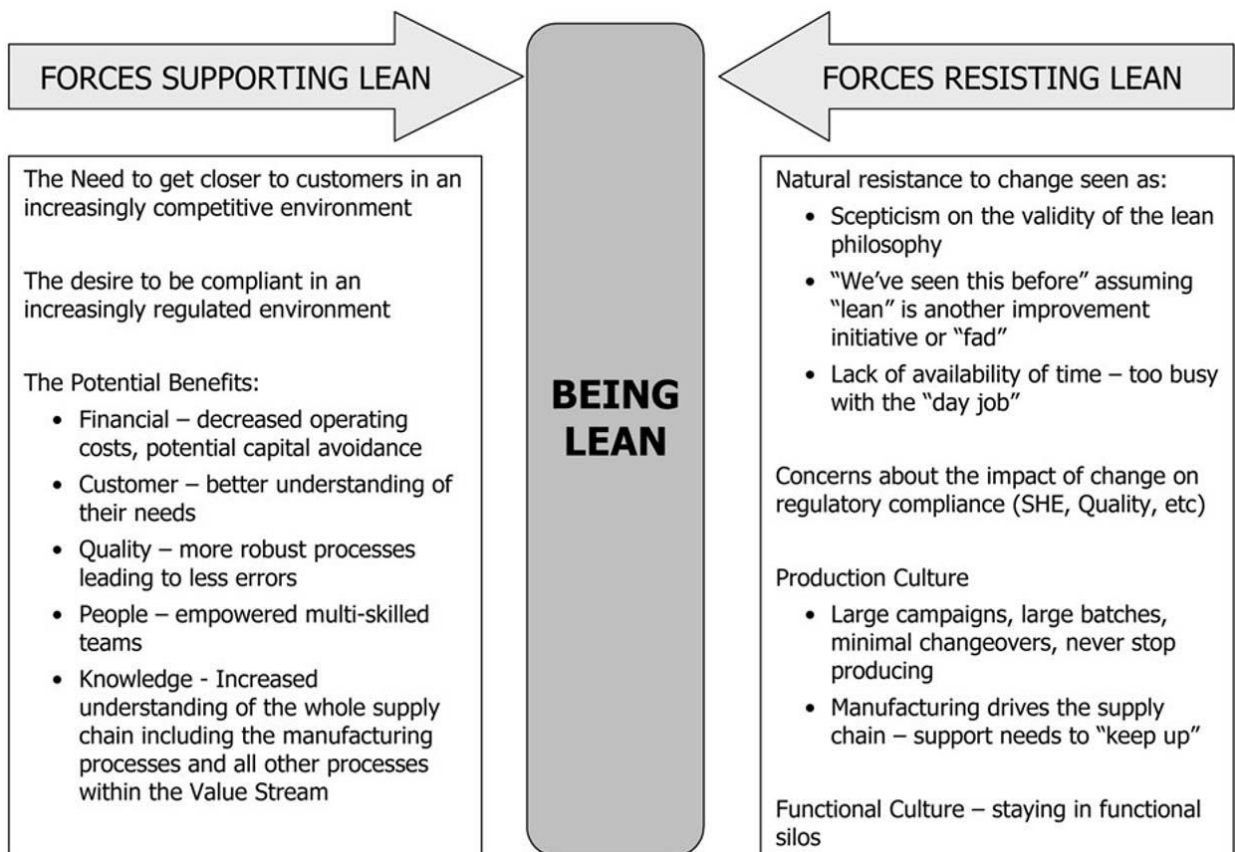 FORCES SUPPORTING LEAN
The Need to get closer to customers in an
increasingly competitive environment
The desire to be compliant in an
increasingly regulated environment
The Potential Benefits:
• Financial – decreased operating
costs, potential capital avoidance
• Customer – better understanding of
their needs
• Quality – more robust processes
leading to less errors
• People – empowered multi-skilled
teams
• Knowledge - Increased
understanding of the whole supply
chain including the manufacturing
processes and all other processes
within the Value Stream
BEING
LEAN
FORCES RESISTING LEAN
Natural resistance to change seen as:
• Scepticism on the validity of the lean
philosophy
• “We’ve seen this before” assuming
“lean” is another improvement
initiative or “fad”
• Lack of availability of time – too busy
with the “day job”
Concerns about the impact of change on
regulatory compliance (SHE, Quality, etc)
Production Culture
• Large campaigns, large batches,
minimal changeovers, never stop
producing
• Manufacturing drives the supply
chain – support needs to “keep up”
Functional Culture – staying in functional
silos